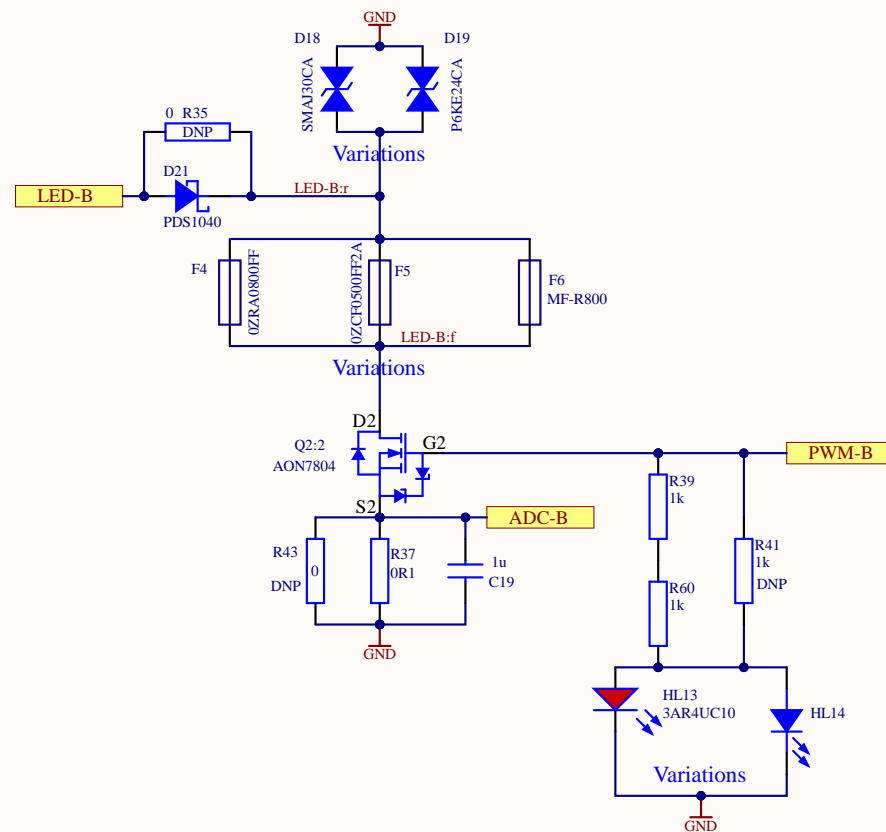 GND
D18
D19
SMAJ30CA
P6KE24CA
0 R35
DNP
Variations
D21
LED-B
LED-B:r
PDS1040
F4
0ZRA0800FF
0ZCF0500FF2A
F5
F6
MF-R800
LED-B:f
Variations
D2
G2
Q2:2
AON7804
PWM-B
S2
ADC-B
R39
1k
R43
0
DNP
R37
0R1
1u
C19
R41
1k
DNP
R60
1k
GND
HL13
3AR4UC10
HL14
Variations
GND